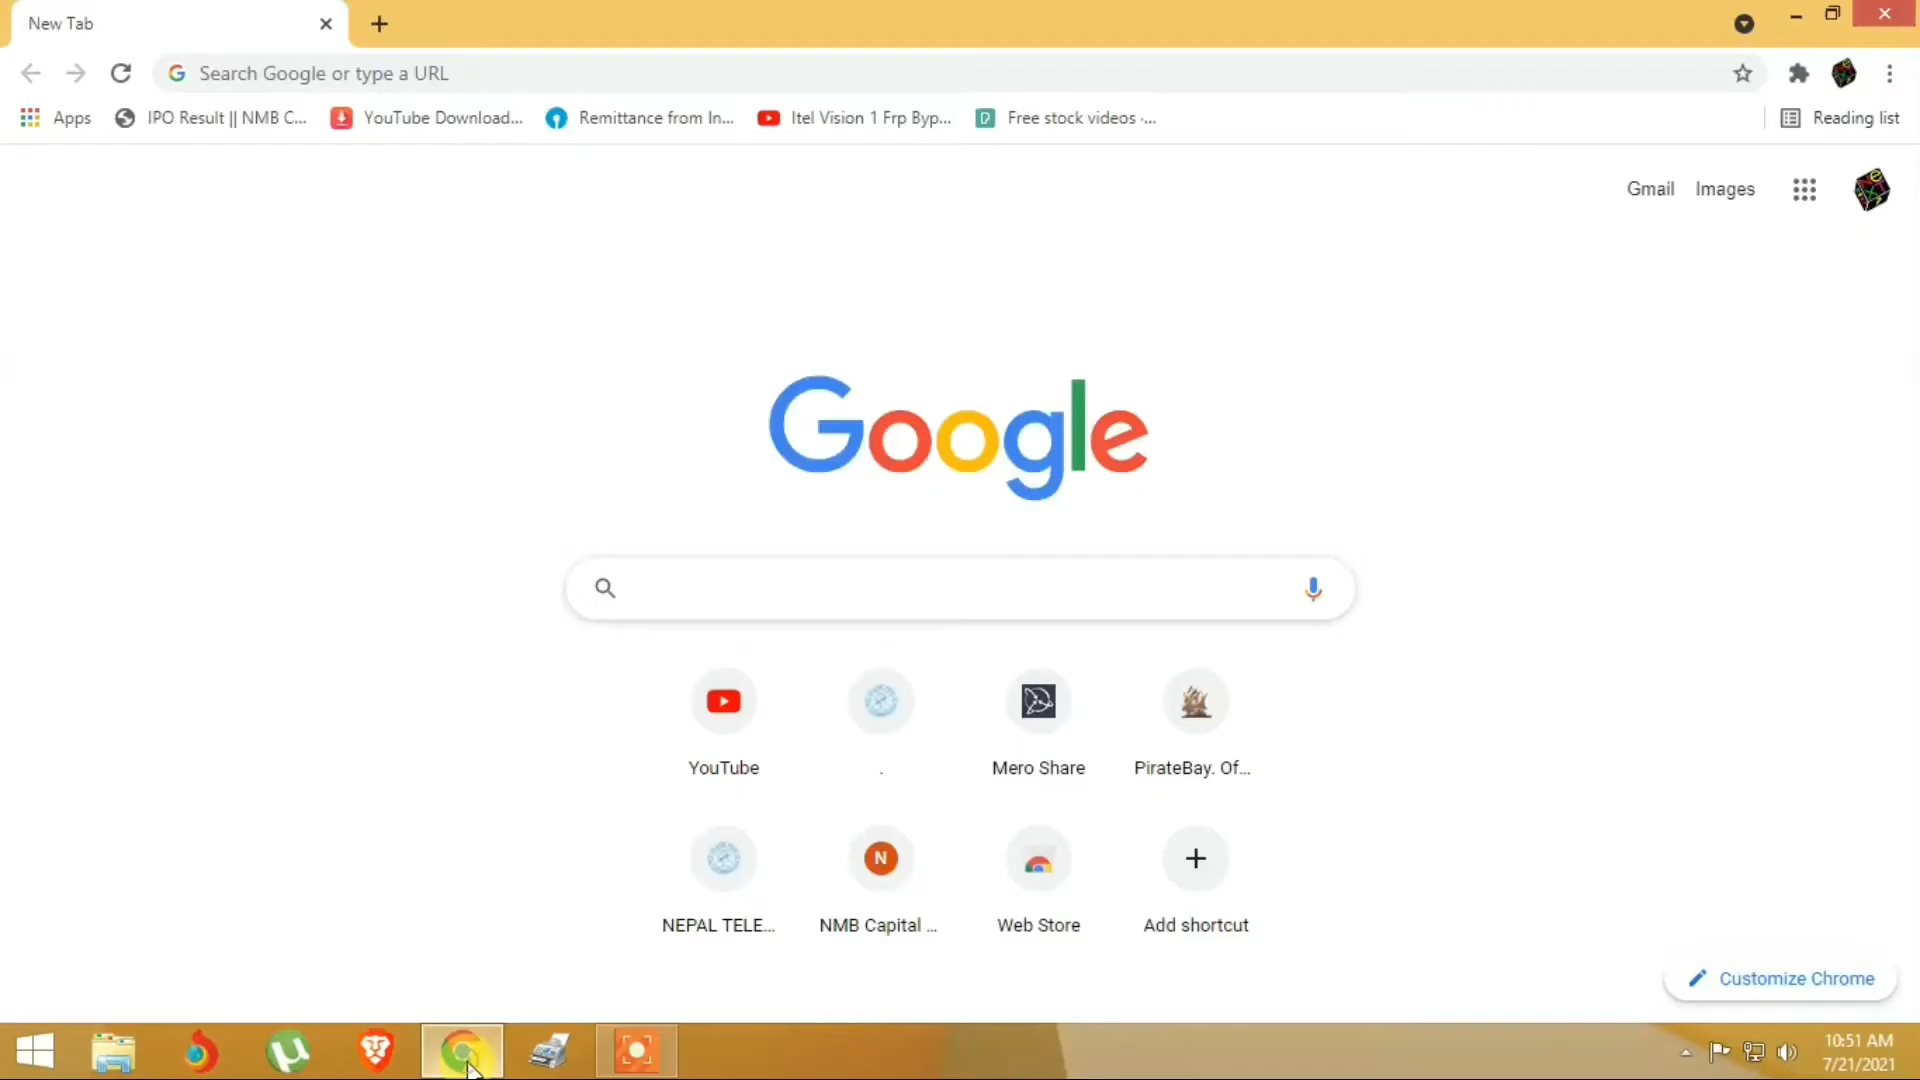 New Tab
Search Google or type a URL
Apps
IPO Result || NMB C...
YouTube Download...
Remittance from In...
Itel Vision 1 Frp Byp...
Free stock videos ·...
Reading list
Gmail
Images
Google
YouTube
.
Mero Share
PirateBay. Of...
NEPAL TELE...
N
NMB Capital ...
Web Store
Add shortcut
Customize Chrome
10:51 AM
7/21/2021